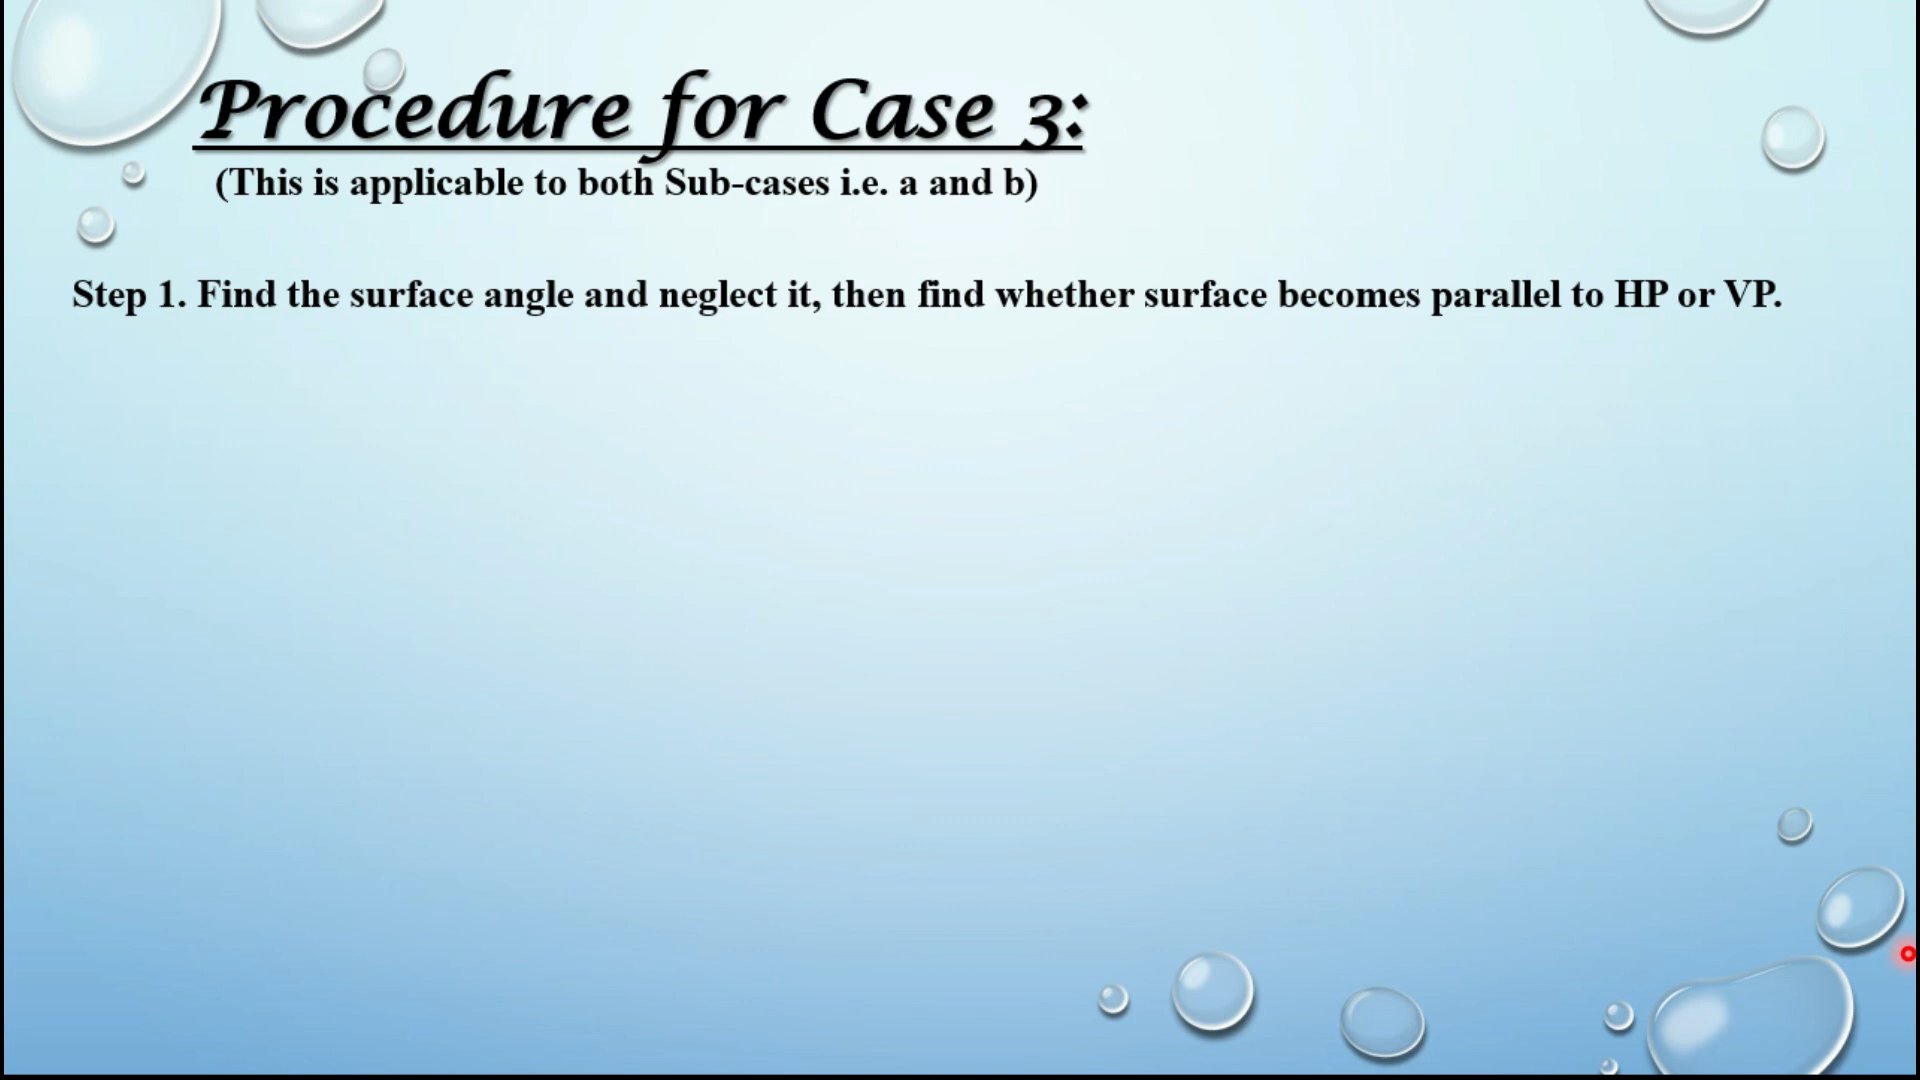 Procedure for Case 3:
(This is applicable to both Sub-cases i.e. a and b)
Step 1. Find the surface angle and neglect it, then find whether surface becomes parallel to HP or VP.